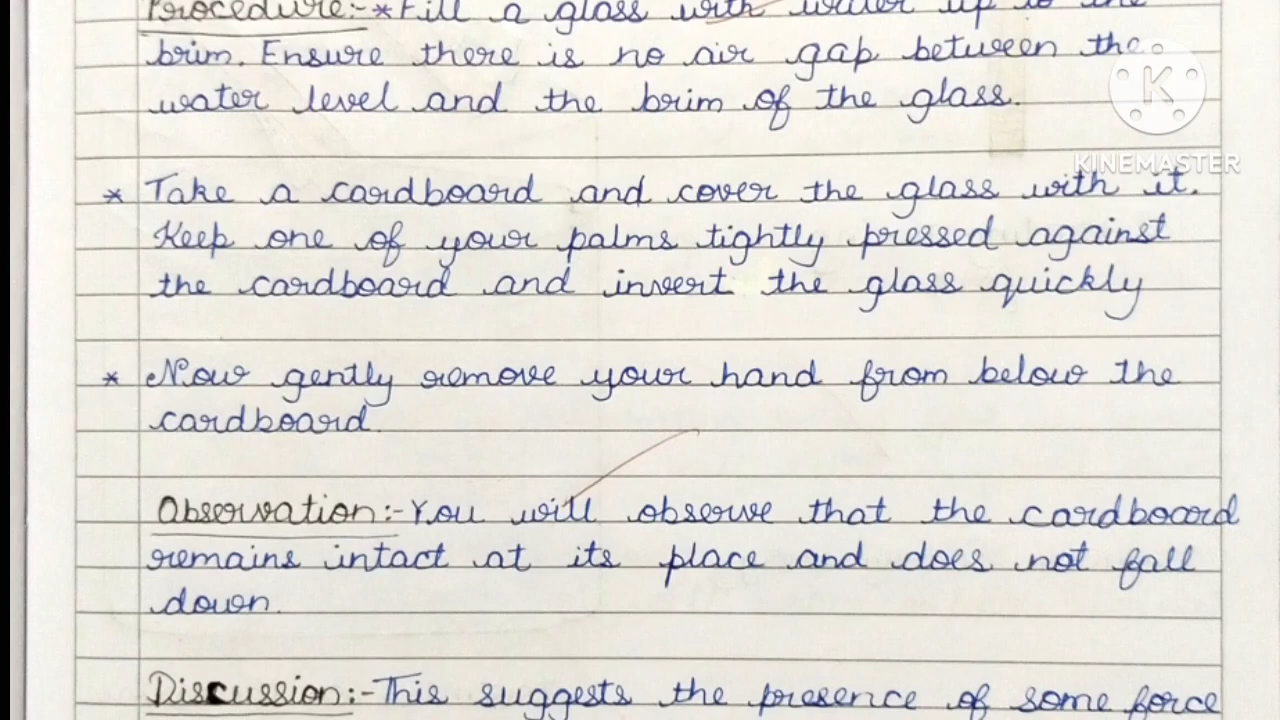 Procedure:- * Fill a glass with water up to the
brim. Ensure there is no air gap between the
water level and the brim of the glass.
K
KINEMASTER
* Take a cardboard and cover the glass with it.
Keep one of your palms tightly pressed against
the cardboard and invert the glass quickly
* Now gently remove your hand from below the
cardboard.
Observation:- You will observe that the cardboard
remains intact at its place and does not fall
down.
Discussion:- This suggests the presence of some force